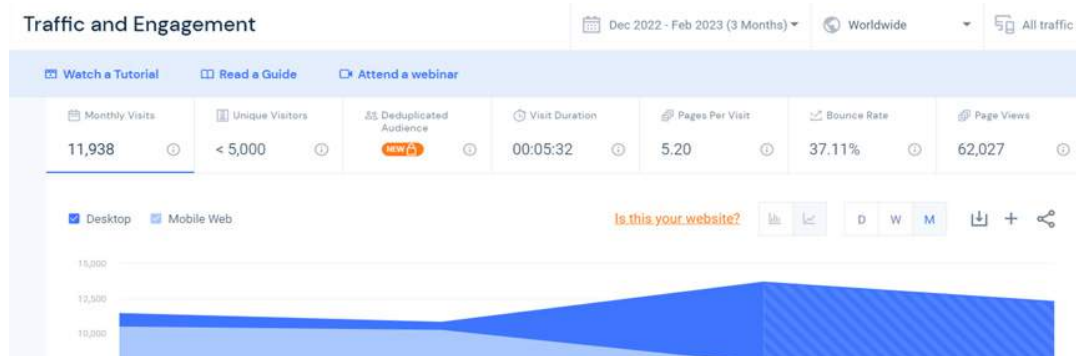 Traffic and Engagement
Dec 2022 - Feb 2023 (3 Months)
Worldwide
All traffic
Watch a Tutorial
Read a Guide
Attend a webinar
Monthly Visits
11,938
Unique Visitors
< 5,000
Deduplicated
Audience
NEW
Visit Duration
00:05:32
Pages Per Visit
5.20
Bounce Rate
37.11%
Page Views
62,027
Desktop
Mobile Web
Is this your website?
D W M
15,000
12,500
10,000